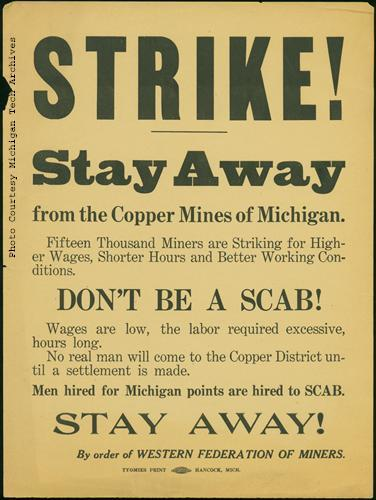 Photo Courtesy Michigan Tech Archives
STRIKE!
Stay Away
from the Copper Mines of Michigan.
Fifteen Thousand Miners are Striking for High-
er Wages, Shorter Hours and Better Working Con-
ditions.
DON'T BE A SCAB!
Wages are low, the labor required excessive,
hours long.
No real man will come to the Copper District un-
til a settlement is made.
Men hired for Michigan points are hired to SCAB.
STAY AWAY!
By order of WESTERN FEDERATION OF MINERS.
TYOMIES PRINT HANCOCK, MICH.